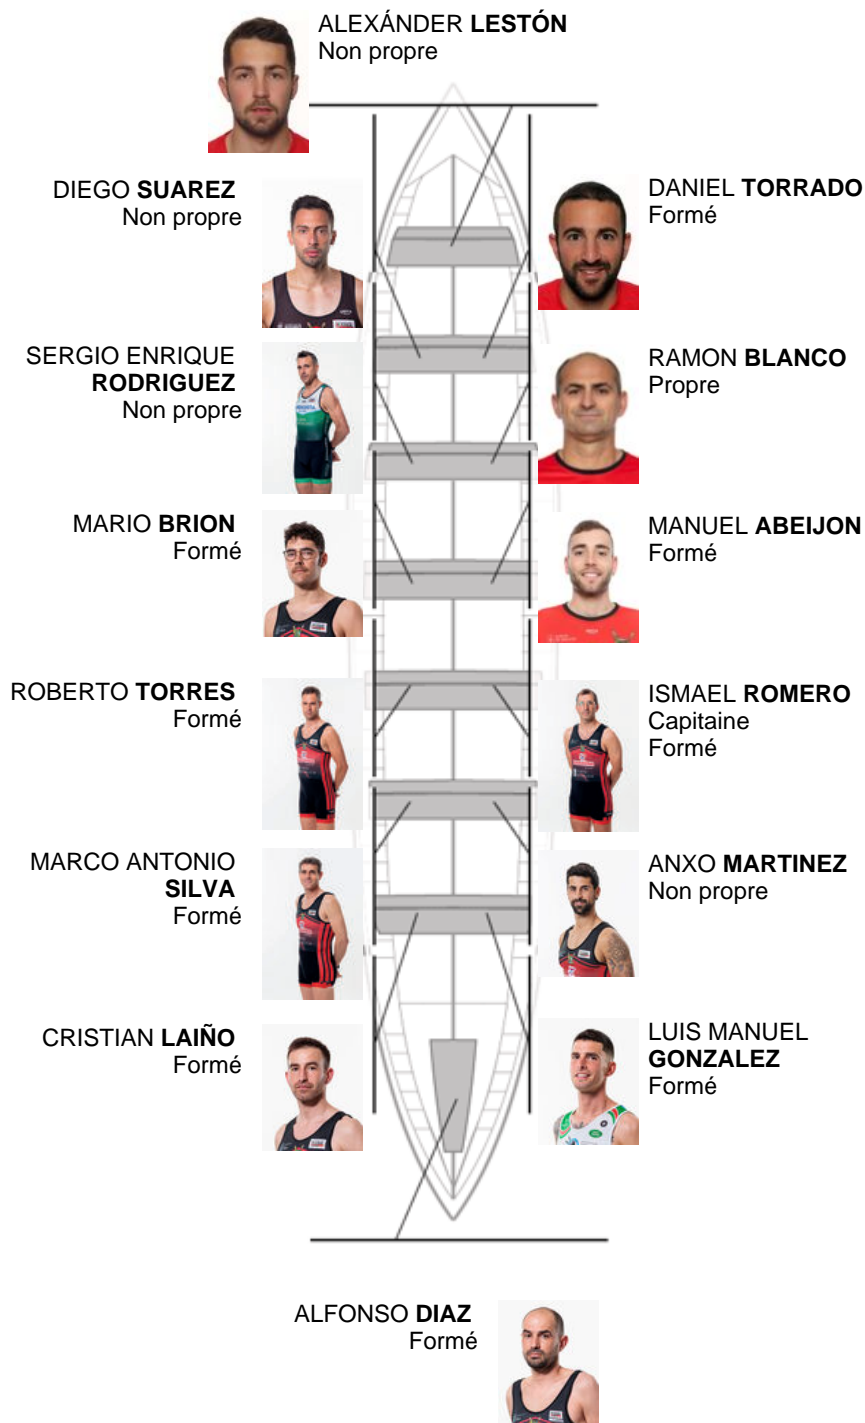 ALEXÁNDER LESTÓN
Non propre
DIEGO SUAREZ
Non propre
DANIEL TORRADO
Formé
SERGIO ENRIQUE
RODRIGUEZ
Non propre
RAMON BLANCO
Propre
MARIO BRION
Formé
MANUEL ABEIJON
Formé
ROBERTO TORRES
Formé
ISMAEL ROMERO
Capitaine
Formé
MARCO ANTONIO
SILVA
Formé
ANXO MARTINEZ
Non propre
CRISTIAN LAIÑO
Formé
LUIS MANUEL
GONZALEZ
Formé
ALFONSO DIAZ
Formé